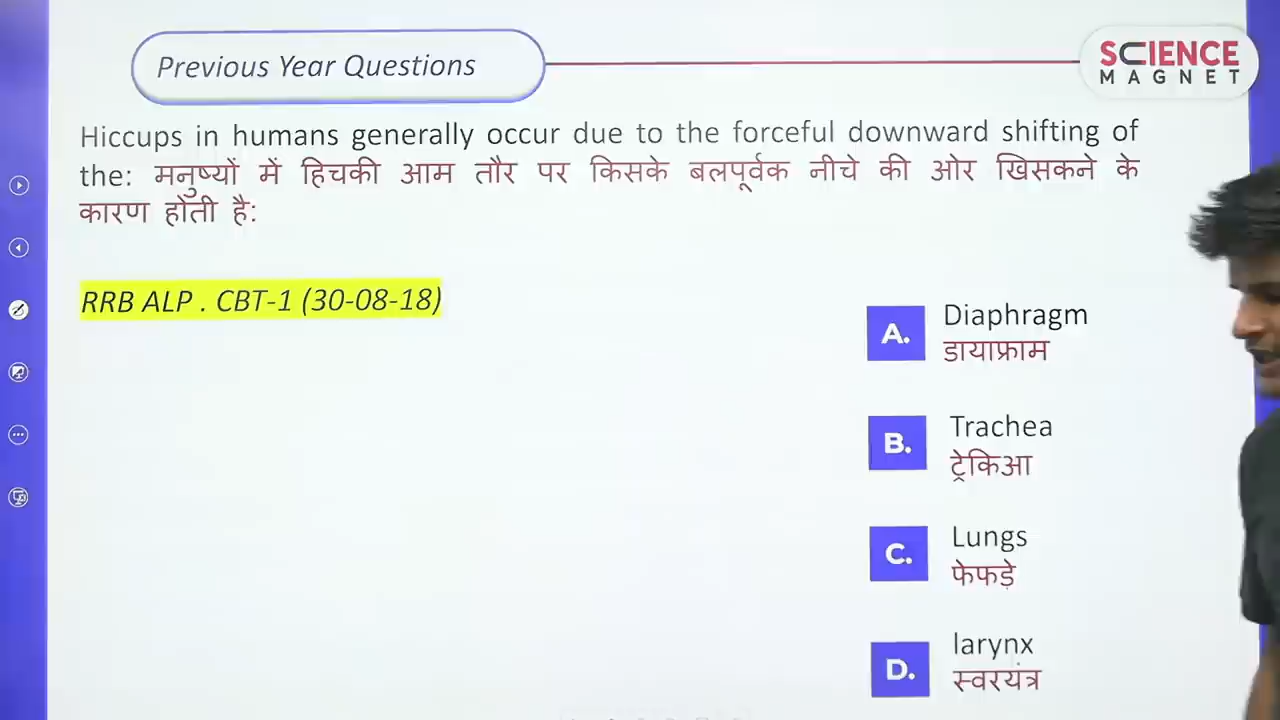 Previous Year Questions
SCIENCE
MAGNET
Hiccups in humans generally occur due to the forceful downward shifting of
the: मनुष्यों में हिचकी आम तौर पर किसके बलपूर्वक नीचे की ओर खिसकने के
कारण होती है:
RRB ALP . CBT-1 (30-08-18)
A. Diaphragm
डायाफ्राम
B. Trachea
ट्रेकिआ
C. Lungs
फेफड़े
D. larynx
स्वरयंत्र